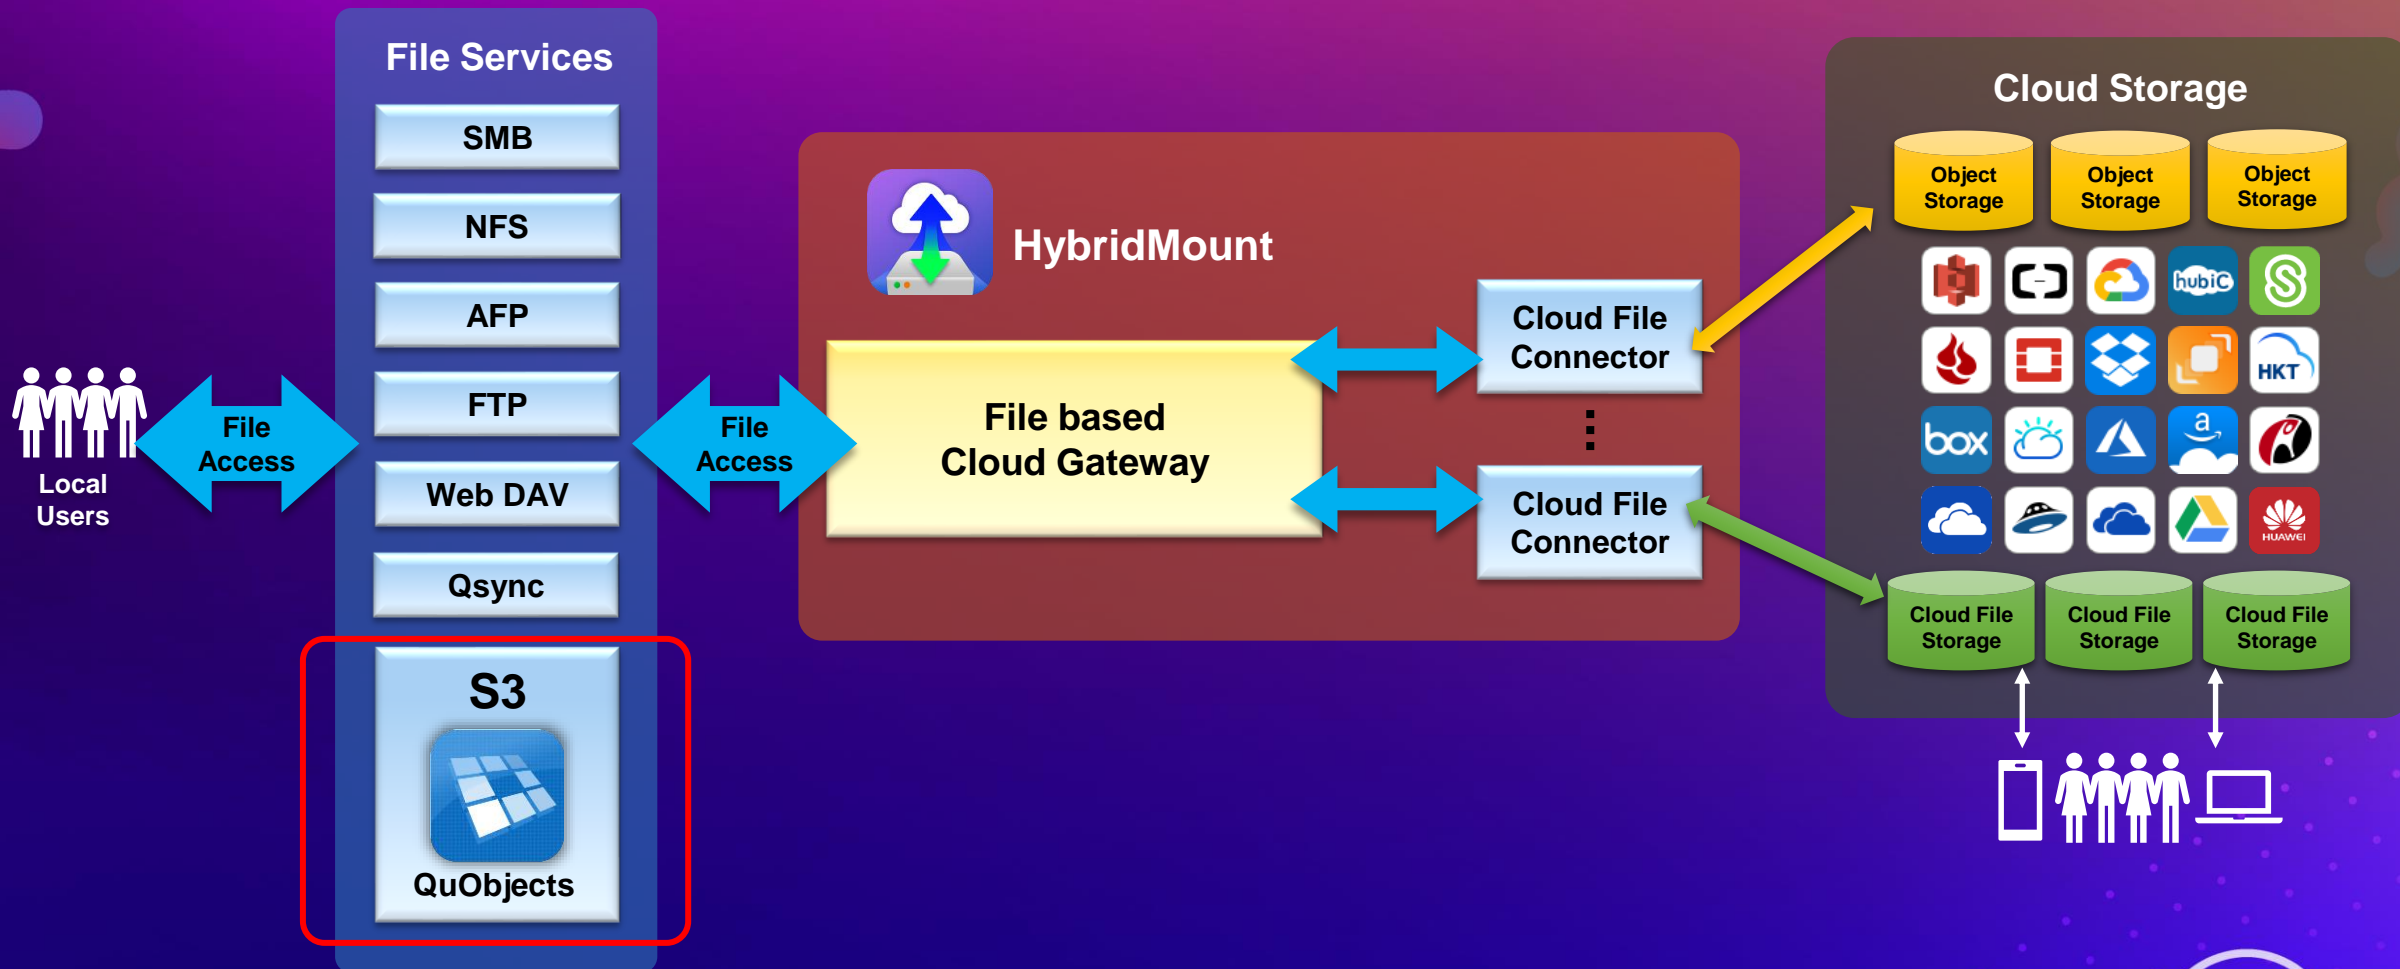 File Services
SMB
NFS
AFP
FTP
Web DAV
Qsync
S3
QuObjects
Local
Users
File
Access
File
Access
HybridMount
File based
Cloud Gateway
Cloud File
Connector
Cloud File
Connector
Cloud Storage
Object
Storage
Object
Storage
Object
Storage
hubiC
HKT
box
a
HUAWEI
Cloud File
Storage
Cloud File
Storage
Cloud File
Storage